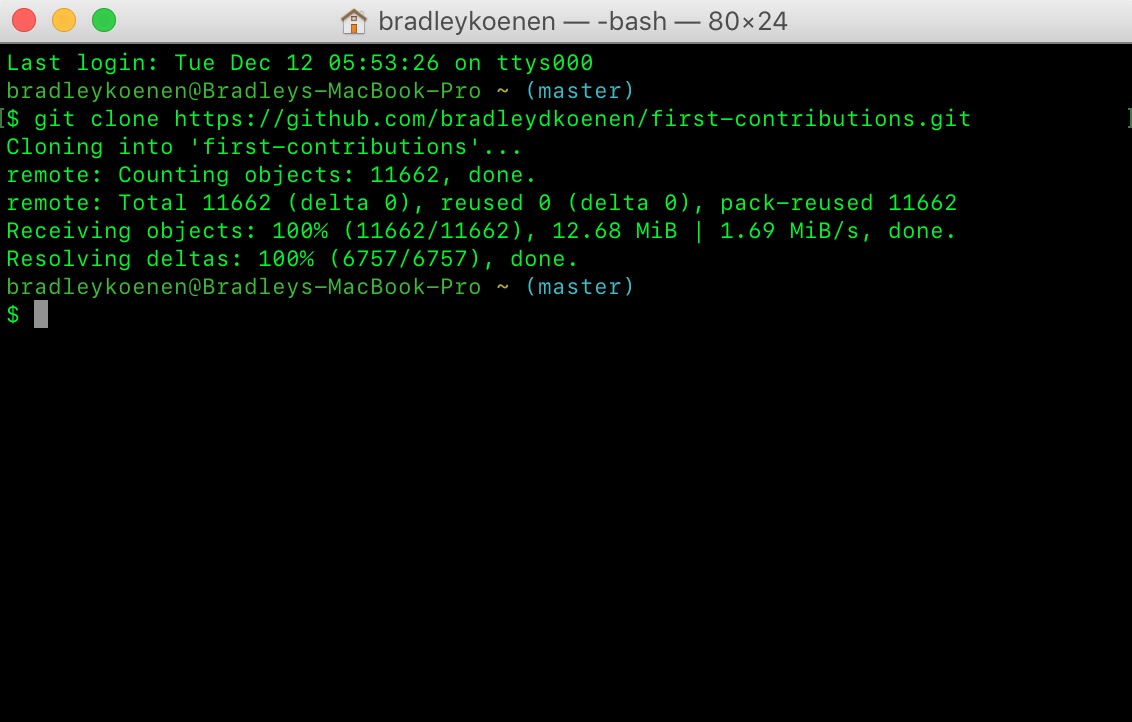 bradleykoenen — -bash — 80×24
Last login: Tue Dec 12 05:53:26 on ttys000
bradleykoenen@Bradleys-MacBook-Pro ~ (master)
[$ git clone https://github.com/bradleydkoenen/first-contributions.git ]
Cloning into 'first-contributions'...
remote: Counting objects: 11662, done.
remote: Total 11662 (delta 0), reused 0 (delta 0), pack-reused 11662
Receiving objects: 100% (11662/11662), 12.68 MiB | 1.69 MiB/s, done.
Resolving deltas: 100% (6757/6757), done.
bradleykoenen@Bradleys-MacBook-Pro ~ (master)
$